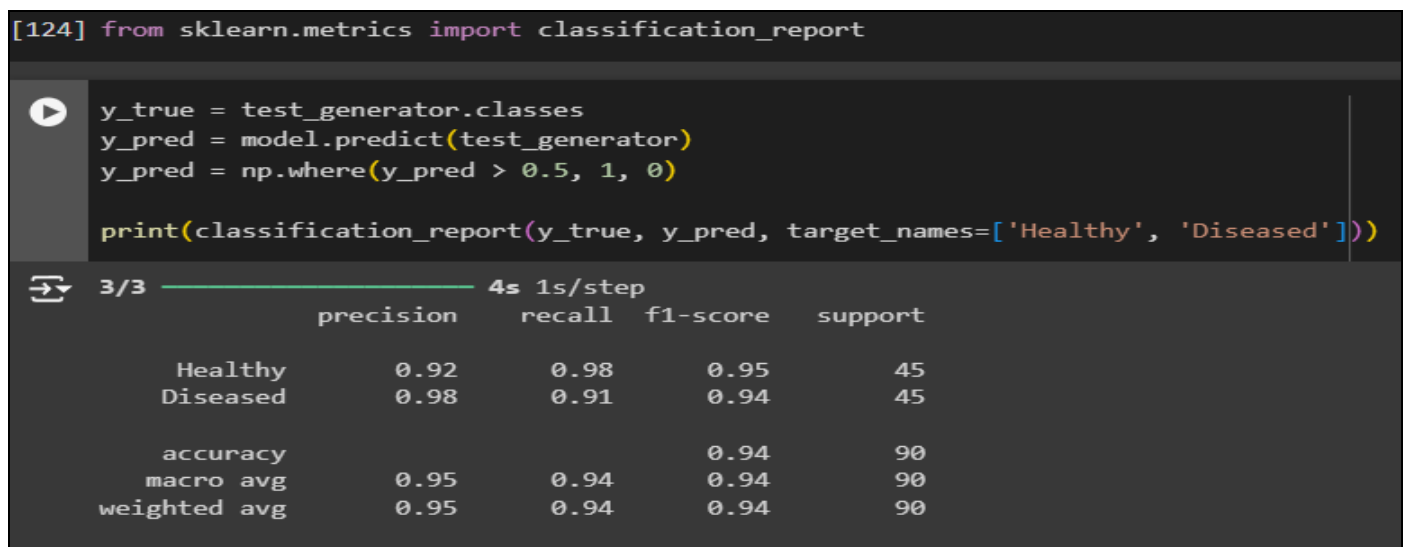 [124] from sklearn.metrics import classification_report
y_true = test_generator.classes
y_pred = model.predict(test_generator)
y_pred = np.where(y_pred > 0.5, 1, 0)
print(classification_report(y_true, y_pred, target_names=['Healthy', 'Diseased']))
3/3 4s 1s/step
precision recall f1-score support
Healthy 0.92 0.98 0.95 45
Diseased 0.98 0.91 0.94 45
accuracy 0.94 90
macro avg 0.95 0.94 0.94 90
weighted avg 0.95 0.94 0.94 90